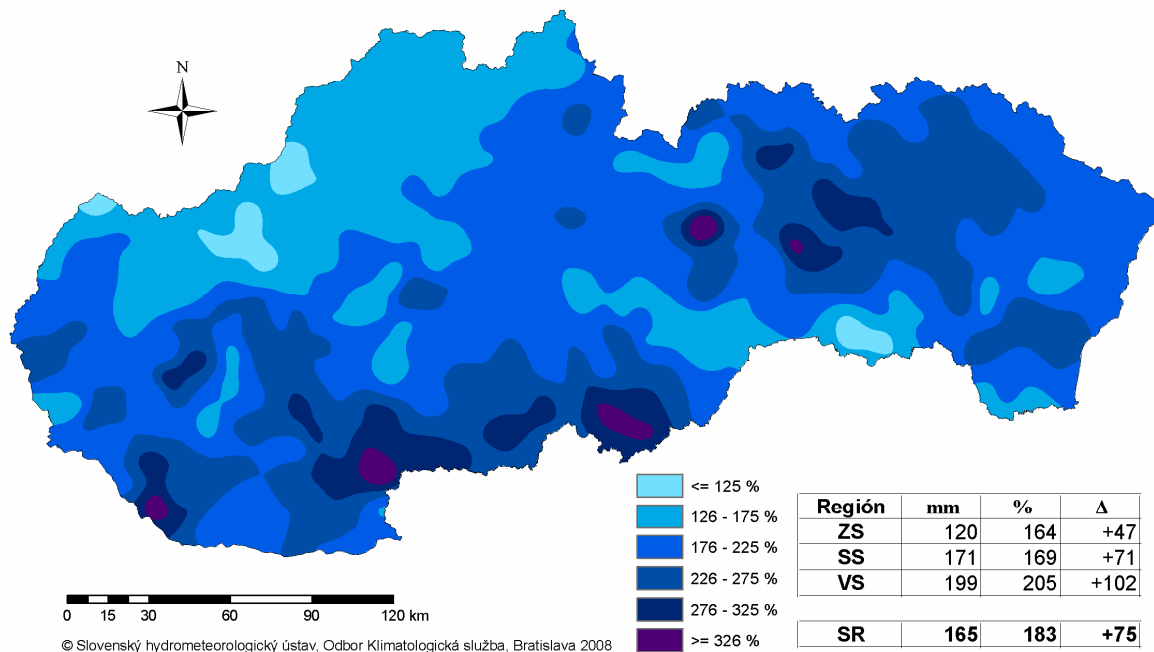 N
<= 125 %
126 - 175 %
176 - 225 %
226 - 275 %
276 - 325 %
>= 326 %
Región mm % Δ
ZS 120 164 +47
SS 171 169 +71
VS 199 205 +102
SR 165 183 +75
0 15 30 60 90 120 km
© Slovenský hydrometeorologický ústav, Odbor Klimatologická služba, Bratislava 2008